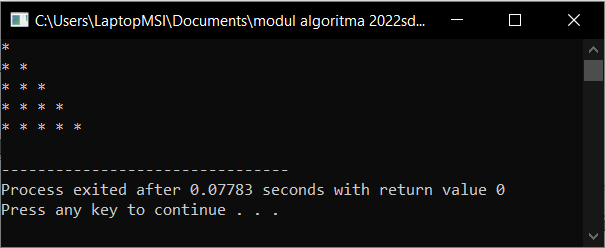 C:\Users\LaptopMSI\Documents\modul algoritma 2022sd...
*
* *
* * *
* * * *
* * * * *
--------------------------------
Process exited after 0.07783 seconds with return value 0
Press any key to continue . . .